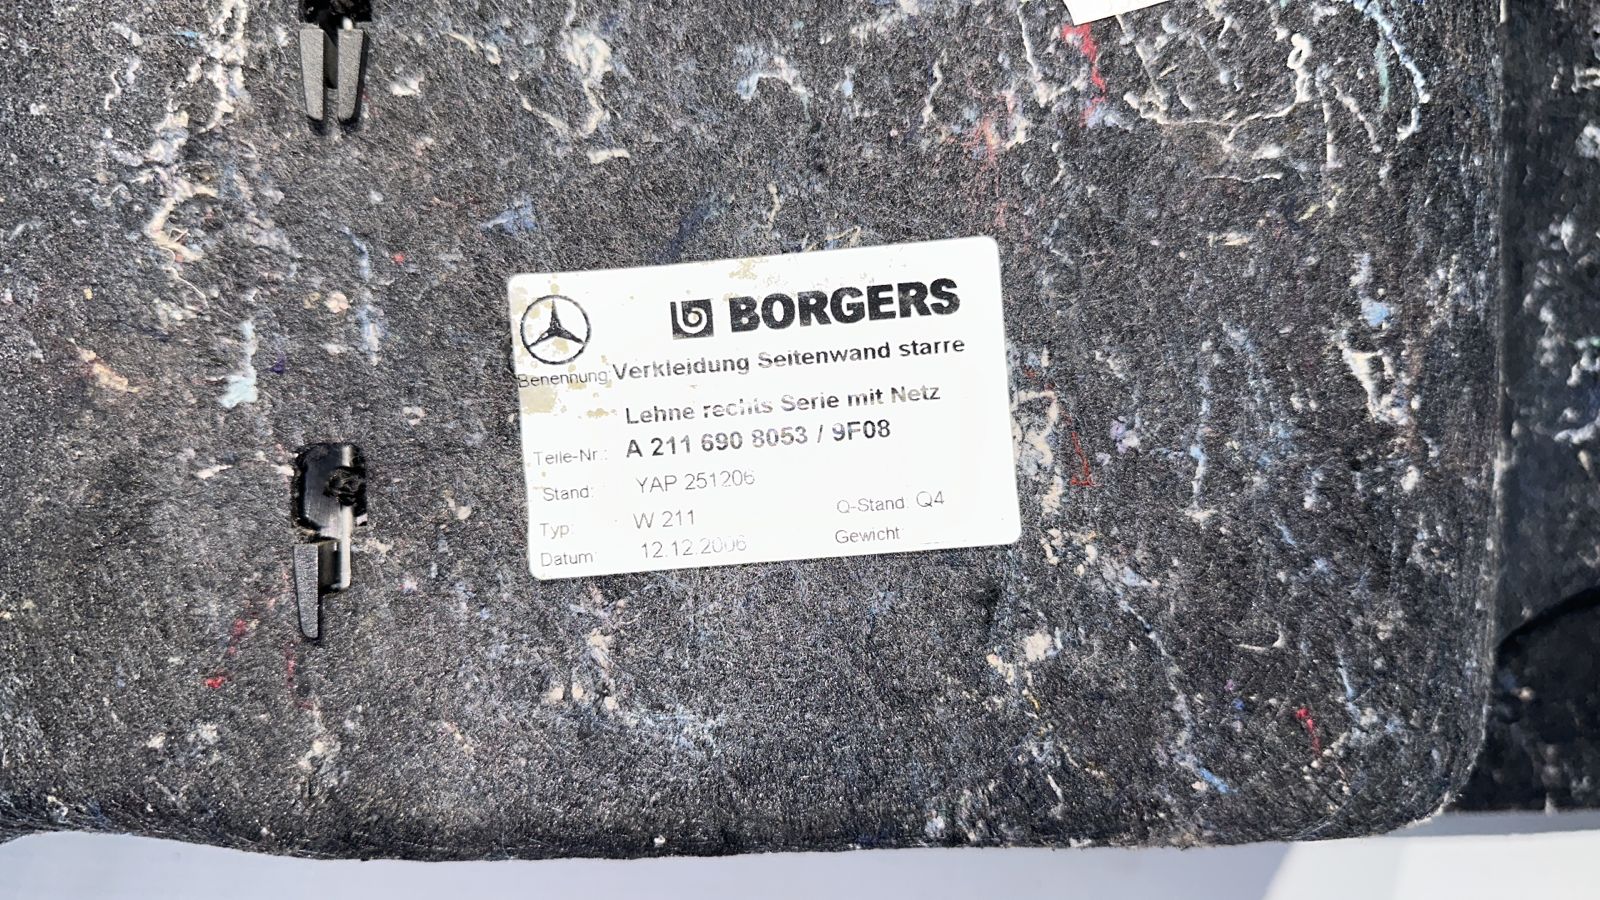 BORGERS
Benennung: Verkleidung Seitenwand starre
Lehne rechts Serie mit Netz
Teile-Nr.: A 211 690 8053 / 9F08
Stand: YAP 251206
Typ: W 211 Q-Stand: Q4
Datum: 12.12.2006 Gewicht: